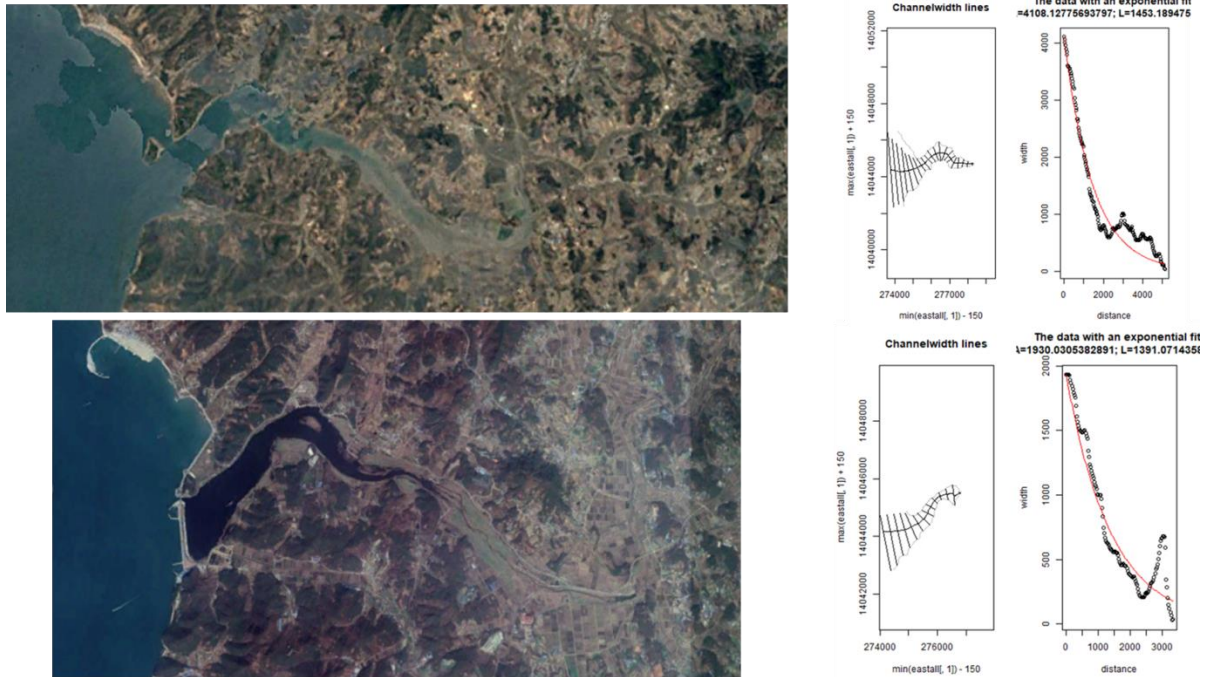 Channelwidth lines
max(eastall[, 1]) + 150
14040000 14044000 14048000 14052000
274000 277000
min(eastall[, 1]) - 150
The data with an exponential fit
=4108.12775693797; L=1453.189475
width
0 1000 2000 3000 4000
0 2000 4000
distance
Channelwidth lines
max(eastall[, 1]) + 150
14042000 14044000 14046000 14048000
274000 276000
min(eastall[, 1]) - 150
The data with an exponential fit
=1930.0305382891; L=1391.0714358
width
0 500 1000 1500 2000
0 1000 2000 3000
distance